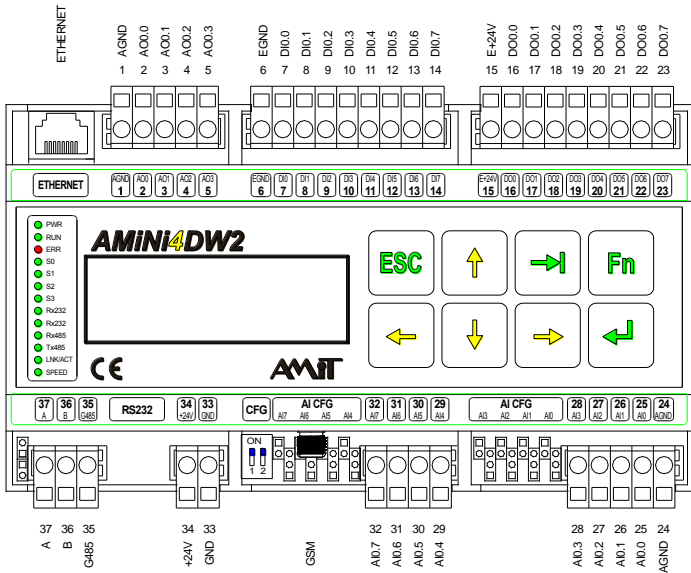 ETHERNET
AGND AO0.0 AO0.1 AO0.2 AO0.3
1 2 3 4 5
EGND DI0.0 DI0.1 DI0.2 DI0.3 DI0.4 DI0.5 DI0.6 DI0.7
6 7 8 9 10 11 12 13 14
E+24V DO0.0 DO0.1 DO0.2 DO0.3 DO0.4 DO0.5 DO0.6 DO0.7
15 16 17 18 19 20 21 22 23
ETHERNET
AGND AO0 AO1 AO2 AO3
1 2 3 4 5
EGND DI0 DI1 DI2 DI3 DI4 DI5 DI6 DI7
6 7 8 9 10 11 12 13 14
E+24V DO0 DO1 DO2 DO3 DO4 DO5 DO6 DO7
15 16 17 18 19 20 21 22 23
PWR
RUN
ERR
S0
S1
S2
S3
Rx232
Rx232
Rx485
Tx485
LNK/ACT
SPEED
AMiNi4DW2
CE
AMiT
ESC
Fn
37 36 35
A B G485
RS232
34 33
+24V GND
CFG
AI CFG
AI7 AI6 AI5 AI4
32 31 30 29
AI7 AI6 AI5 AI4
AI CFG
AI3 AI2 AI1 AI0
28 27 26 25 24
AI3 AI2 AI1 AI0 AGND
ON
1 2
37 36 35
A B G485
34 33
+24V GND
GSM
32 31 30 29
AI0.7 AI0.6 AI0.5 AI0.4
28 27 26 25 24
AI0.3 AI0.2 AI0.1 AI0.0 AGND